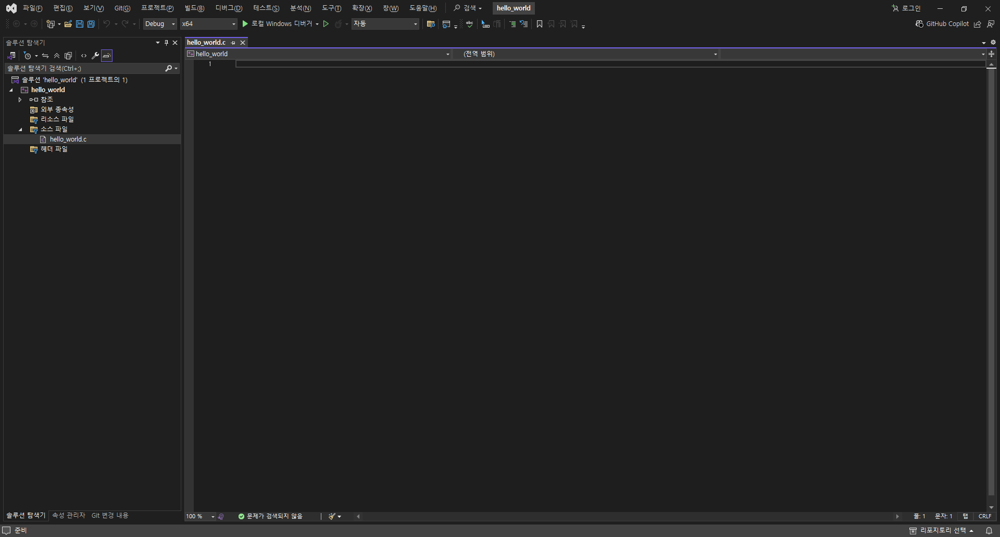 파일(F) 편집(E) 보기(V) Git(G) 프로젝트(P) 빌드(B) 디버그(D) 테스트(S) 분석(N) 도구(T) 확장(X) 창(W) 도움말(H) 검색 hello_world 로그인
Debug x64 로컬 Windows 디버거 자동 abc GitHub Copilot
솔루션 탐색기
솔루션 탐색기 검색(Ctrl+;)
솔루션 'hello_world' (1 프로젝트의 1)
hello_world
참조
외부 종속성
리소스 파일
소스 파일
hello_world.c
헤더 파일
솔루션 탐색기 속성 관리자 Git 변경 내용
hello_world.c
hello_world (전역 범위)
1
100 % 문제가 검색되지 않음 줄: 1 문자: 1 탭 CRLF
준비 리포지토리 선택